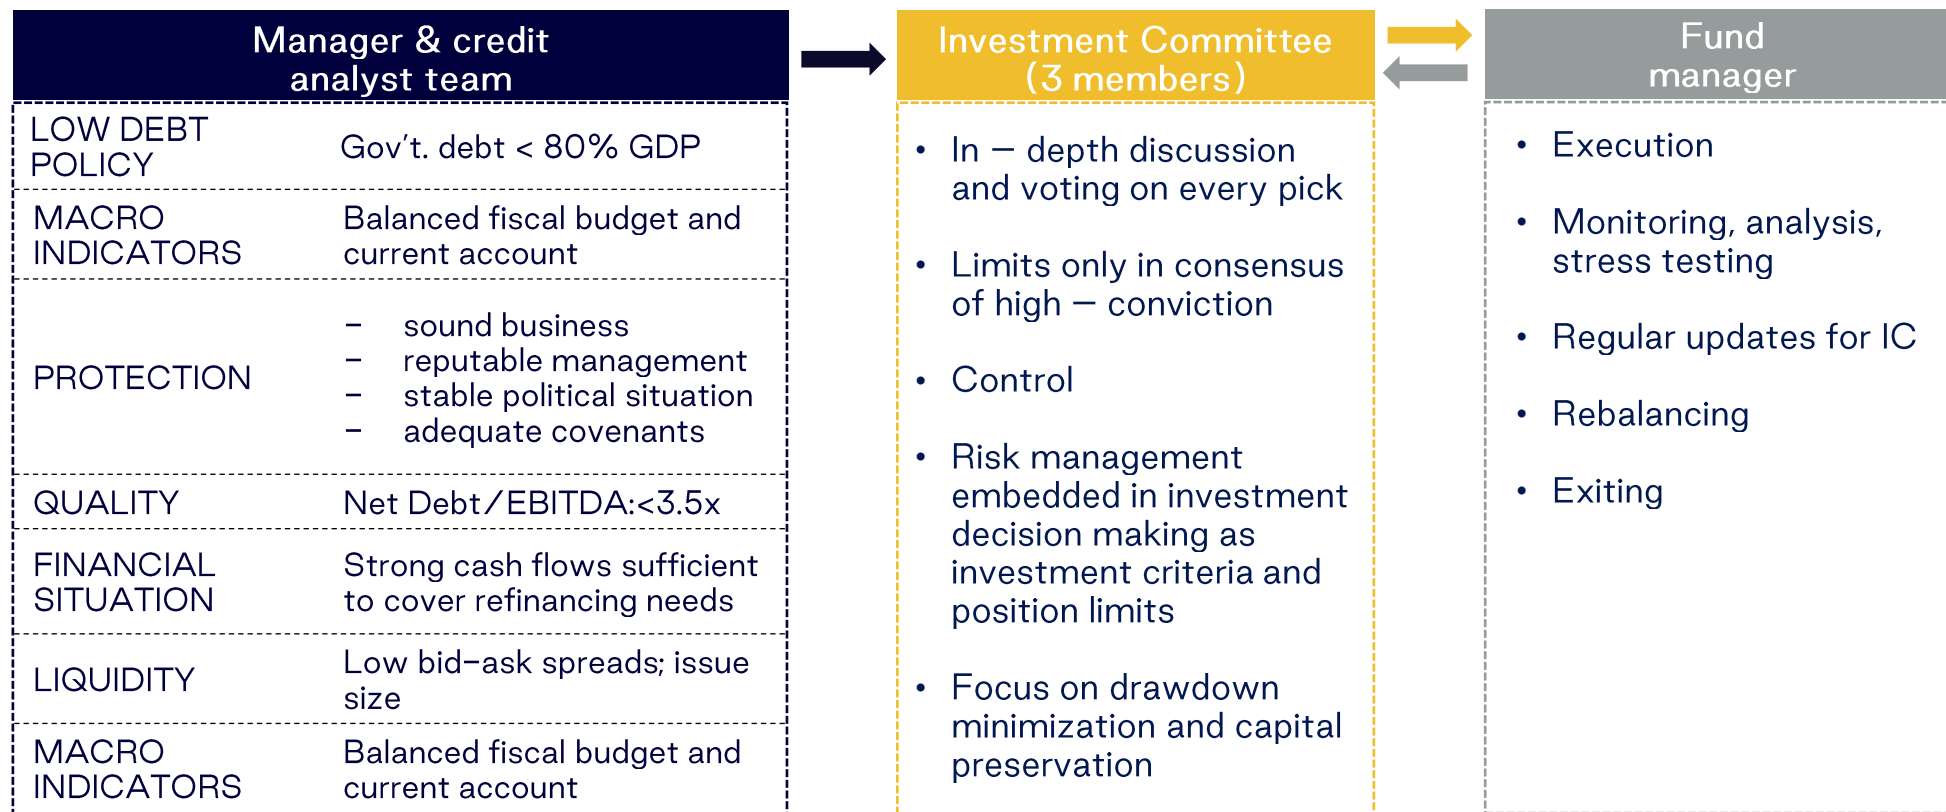 Manager & credit
analyst team
LOW DEBT
POLICY
Gov't. debt < 80% GDP
MACRO
INDICATORS
Balanced fiscal budget and
current account
PROTECTION
– sound business
– reputable management
– stable political situation
– adequate covenants
QUALITY
Net Debt/EBITDA:<3.5x
FINANCIAL
SITUATION
Strong cash flows sufficient
to cover refinancing needs
LIQUIDITY
Low bid–ask spreads; issue
size
MACRO
INDICATORS
Balanced fiscal budget and
current account
Investment Committee
(3 members)
• In – depth discussion
and voting on every pick
• Limits only in consensus
of high – conviction
• Control
• Risk management
embedded in investment
decision making as
investment criteria and
position limits
• Focus on drawdown
minimization and capital
preservation
Fund
manager
• Execution
• Monitoring, analysis,
stress testing
• Regular updates for IC
• Rebalancing
• Exiting